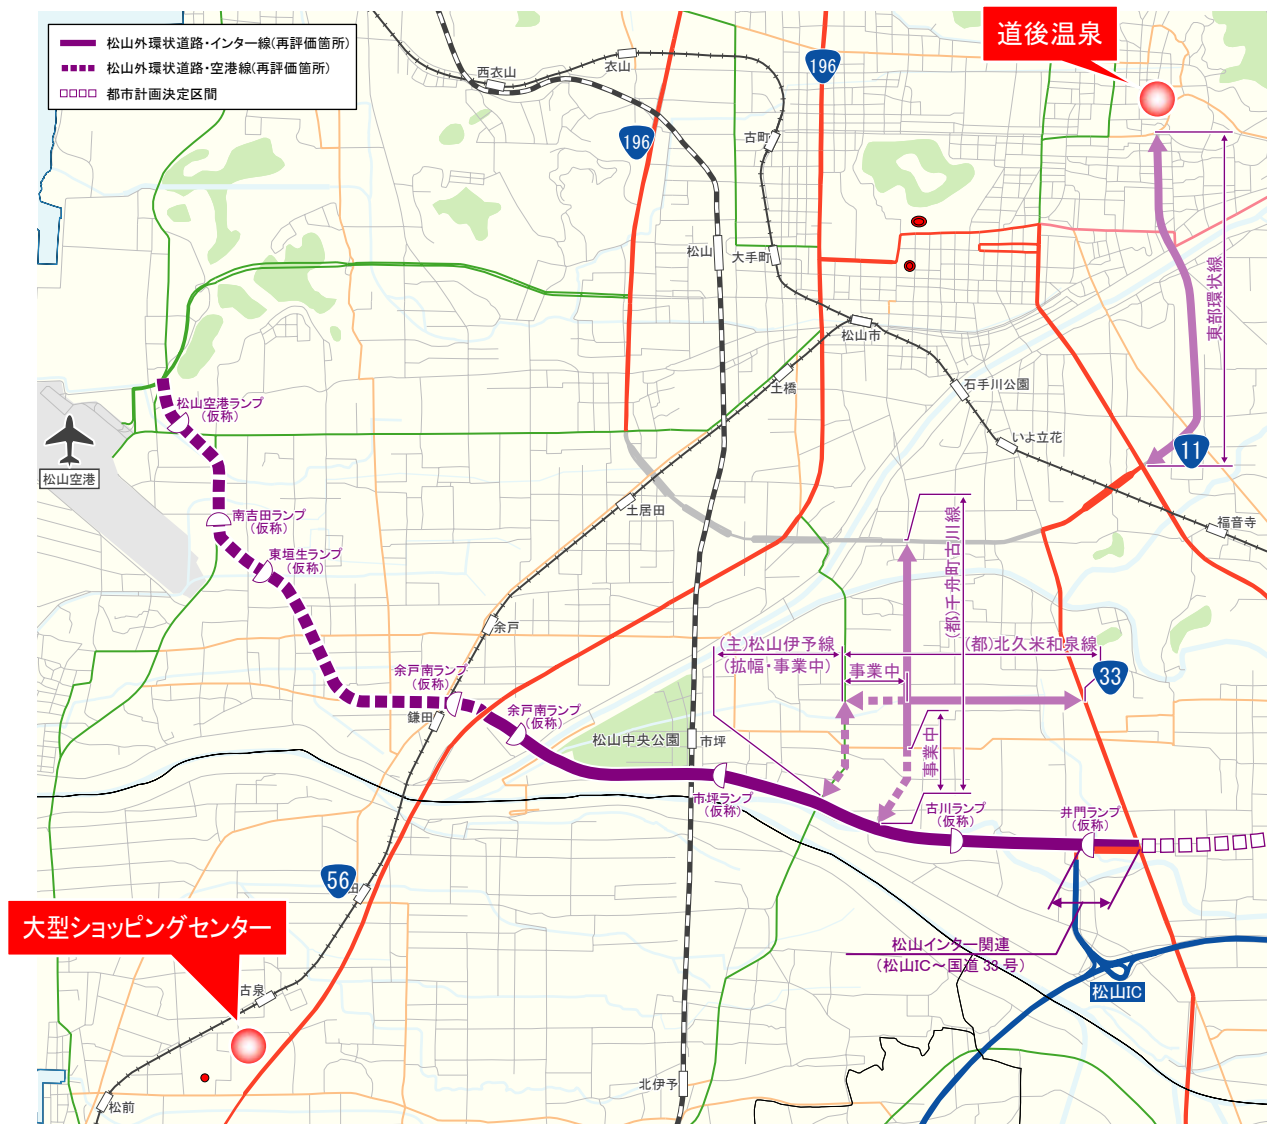 松山外環状道路・インター線(再評価箇所)
松山外環状道路・空港線(再評価箇所)
都市計画決定区間
道後温泉
西衣山
衣山
196
196
古町
松山
大手町
東部環状線
松山市
土橋
石手川公園
いよ立花
11
福音寺
松山空港ランプ
(仮称)
松山空港
南吉田ランプ
(仮称)
東垣生ランプ
(仮称)
土居田
余戸
(都)千舟町古川線
(主)松山伊予線
(拡幅・事業中)
(都)北久米和泉線
事業中
33
余戸南ランプ
(仮称)
鎌田
余戸南ランプ
(仮称)
松山中央公園
市坪
事業中
市坪ランプ
(仮称)
古川ランプ
(仮称)
井門ランプ
(仮称)
56
田
大型ショッピングセンター
松山インター関連
(松山IC～国道33号)
松山IC
古泉
北伊予
松前